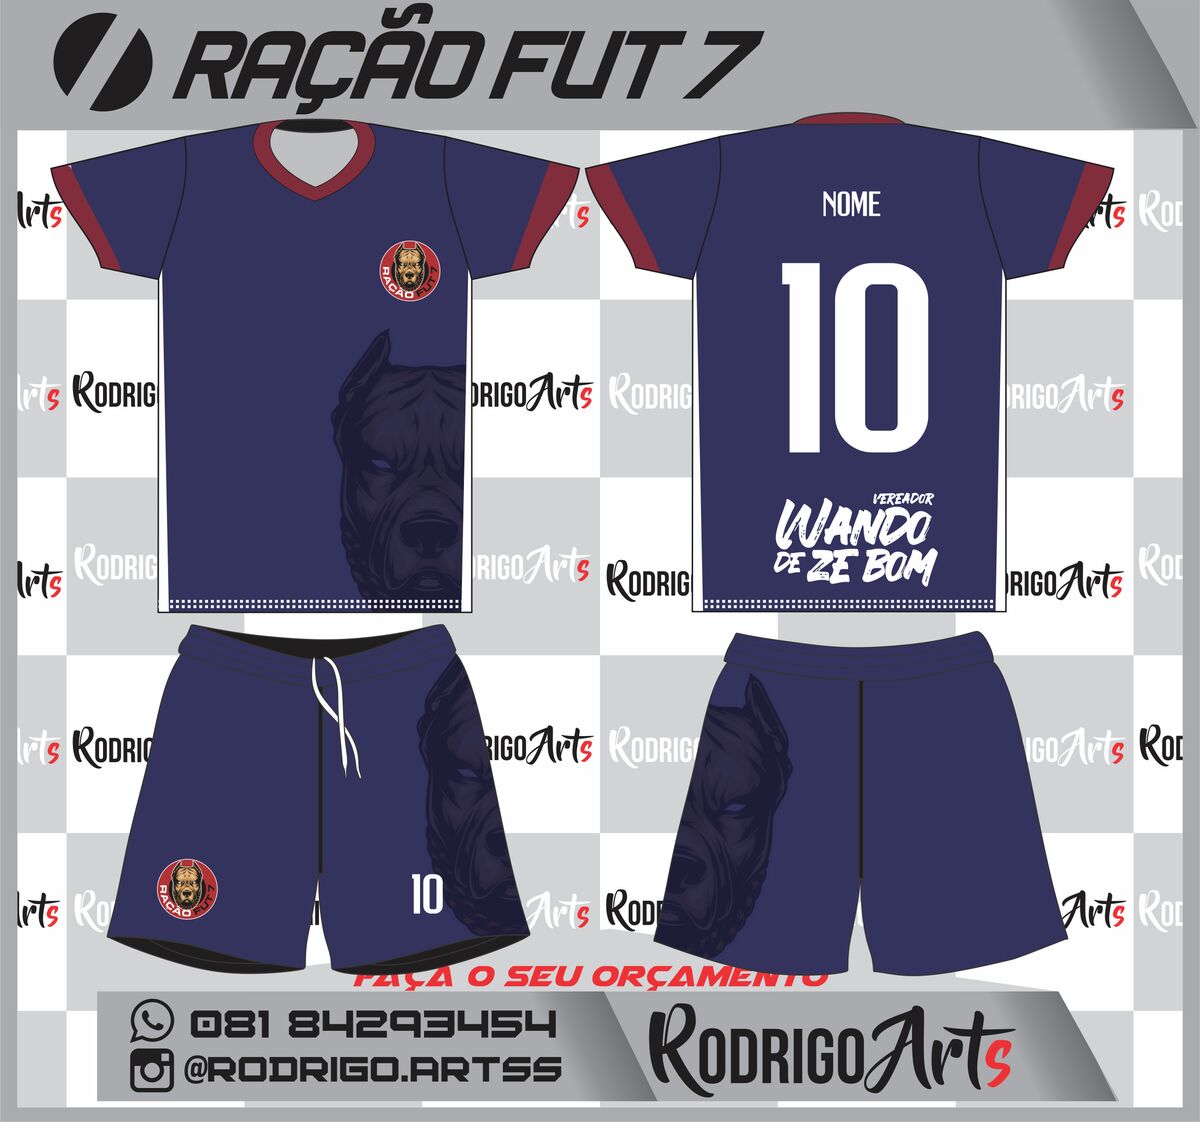 RAÇÃO FUT 7
NOME
10
RAÇÃO FUT 7
VEREADOR
WANDO
DE ZE BOM
RAÇÃO FUT 7
10
FAÇA O SEU ORÇAMENTO
081 84293454
@RODRIGO.ARTSS
RODRIGOArts